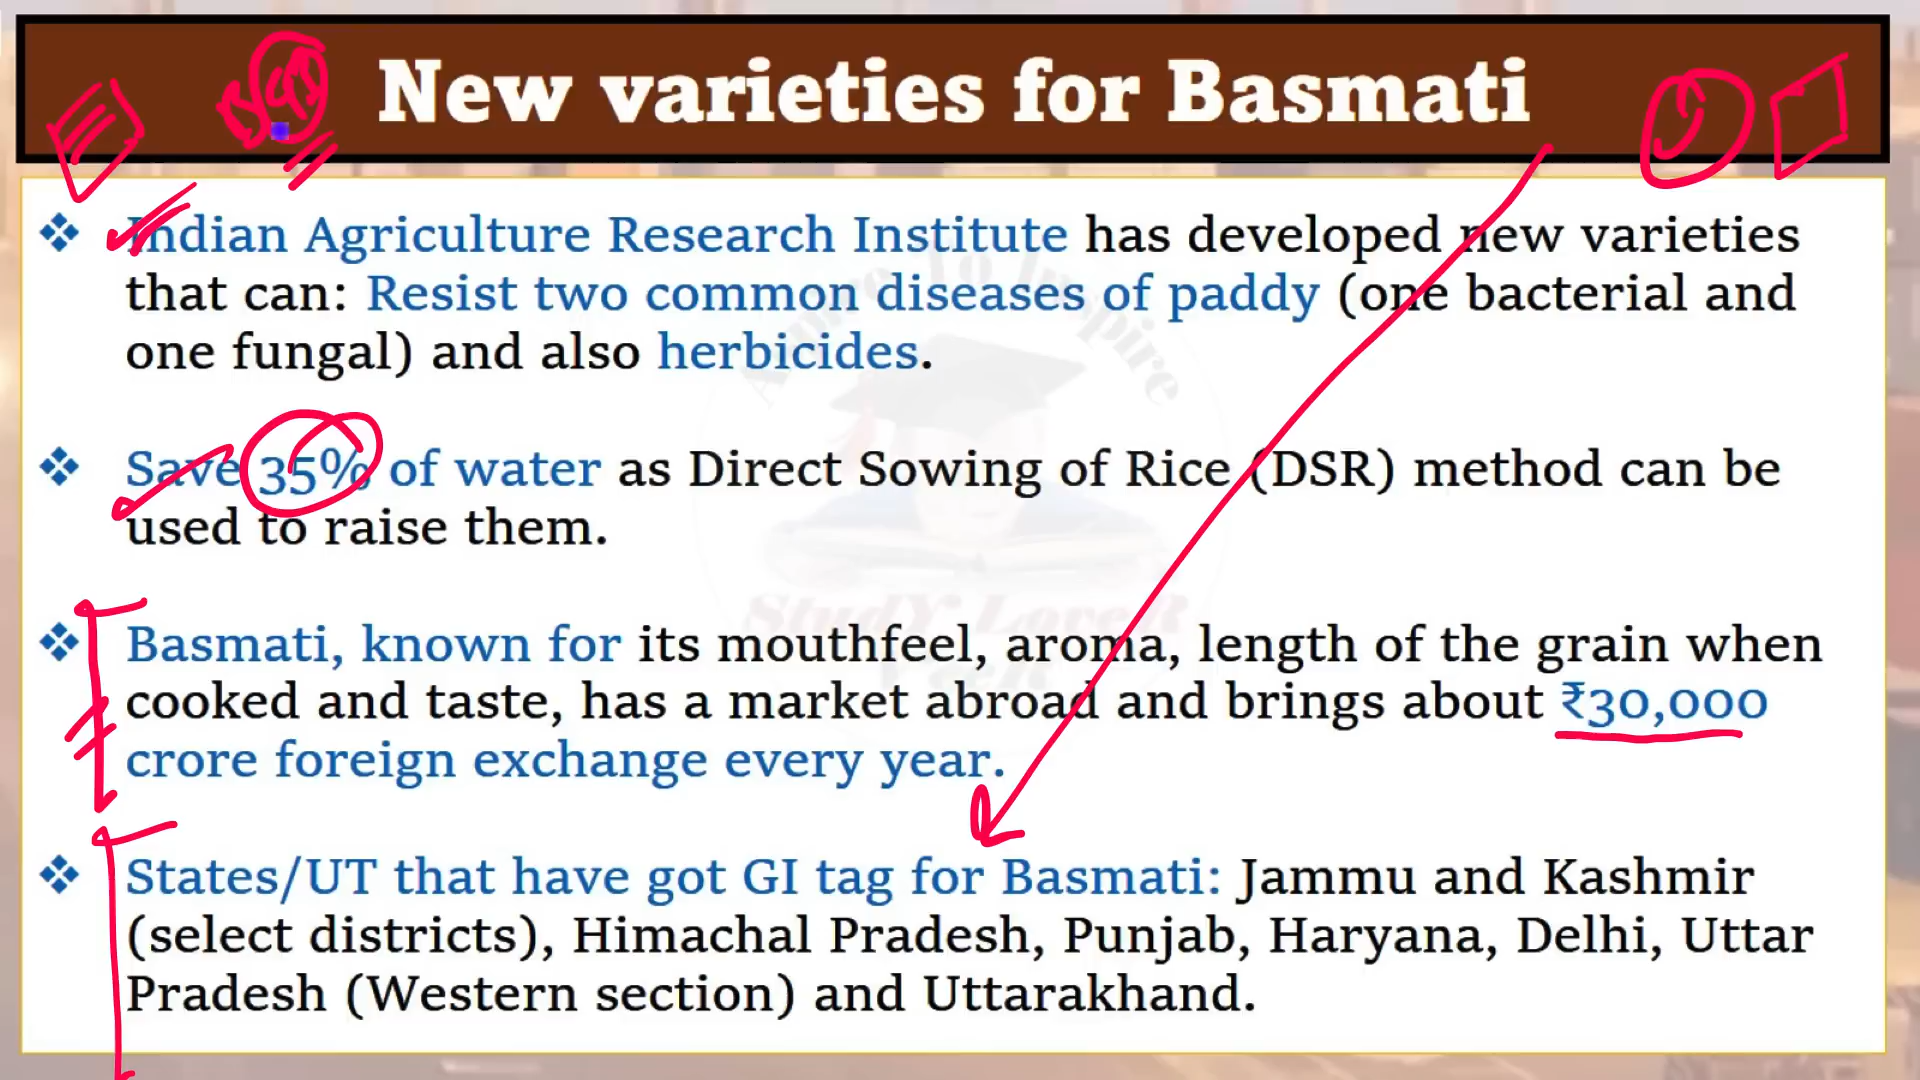 New varieties for Basmati
Indian Agriculture Research Institute has developed new varieties
that can: Resist two common diseases of paddy (one bacterial and
one fungal) and also herbicides.
Save 35% of water as Direct Sowing of Rice (DSR) method can be
used to raise them.
Basmati, known for its mouthfeel, aroma, length of the grain when
cooked and taste, has a market abroad and brings about ₹30,000
crore foreign exchange every year.
States/UT that have got GI tag for Basmati: Jammu and Kashmir
(select districts), Himachal Pradesh, Punjab, Haryana, Delhi, Uttar
Pradesh (Western section) and Uttarakhand.
To Inspire
StudY LoveR
VeeR